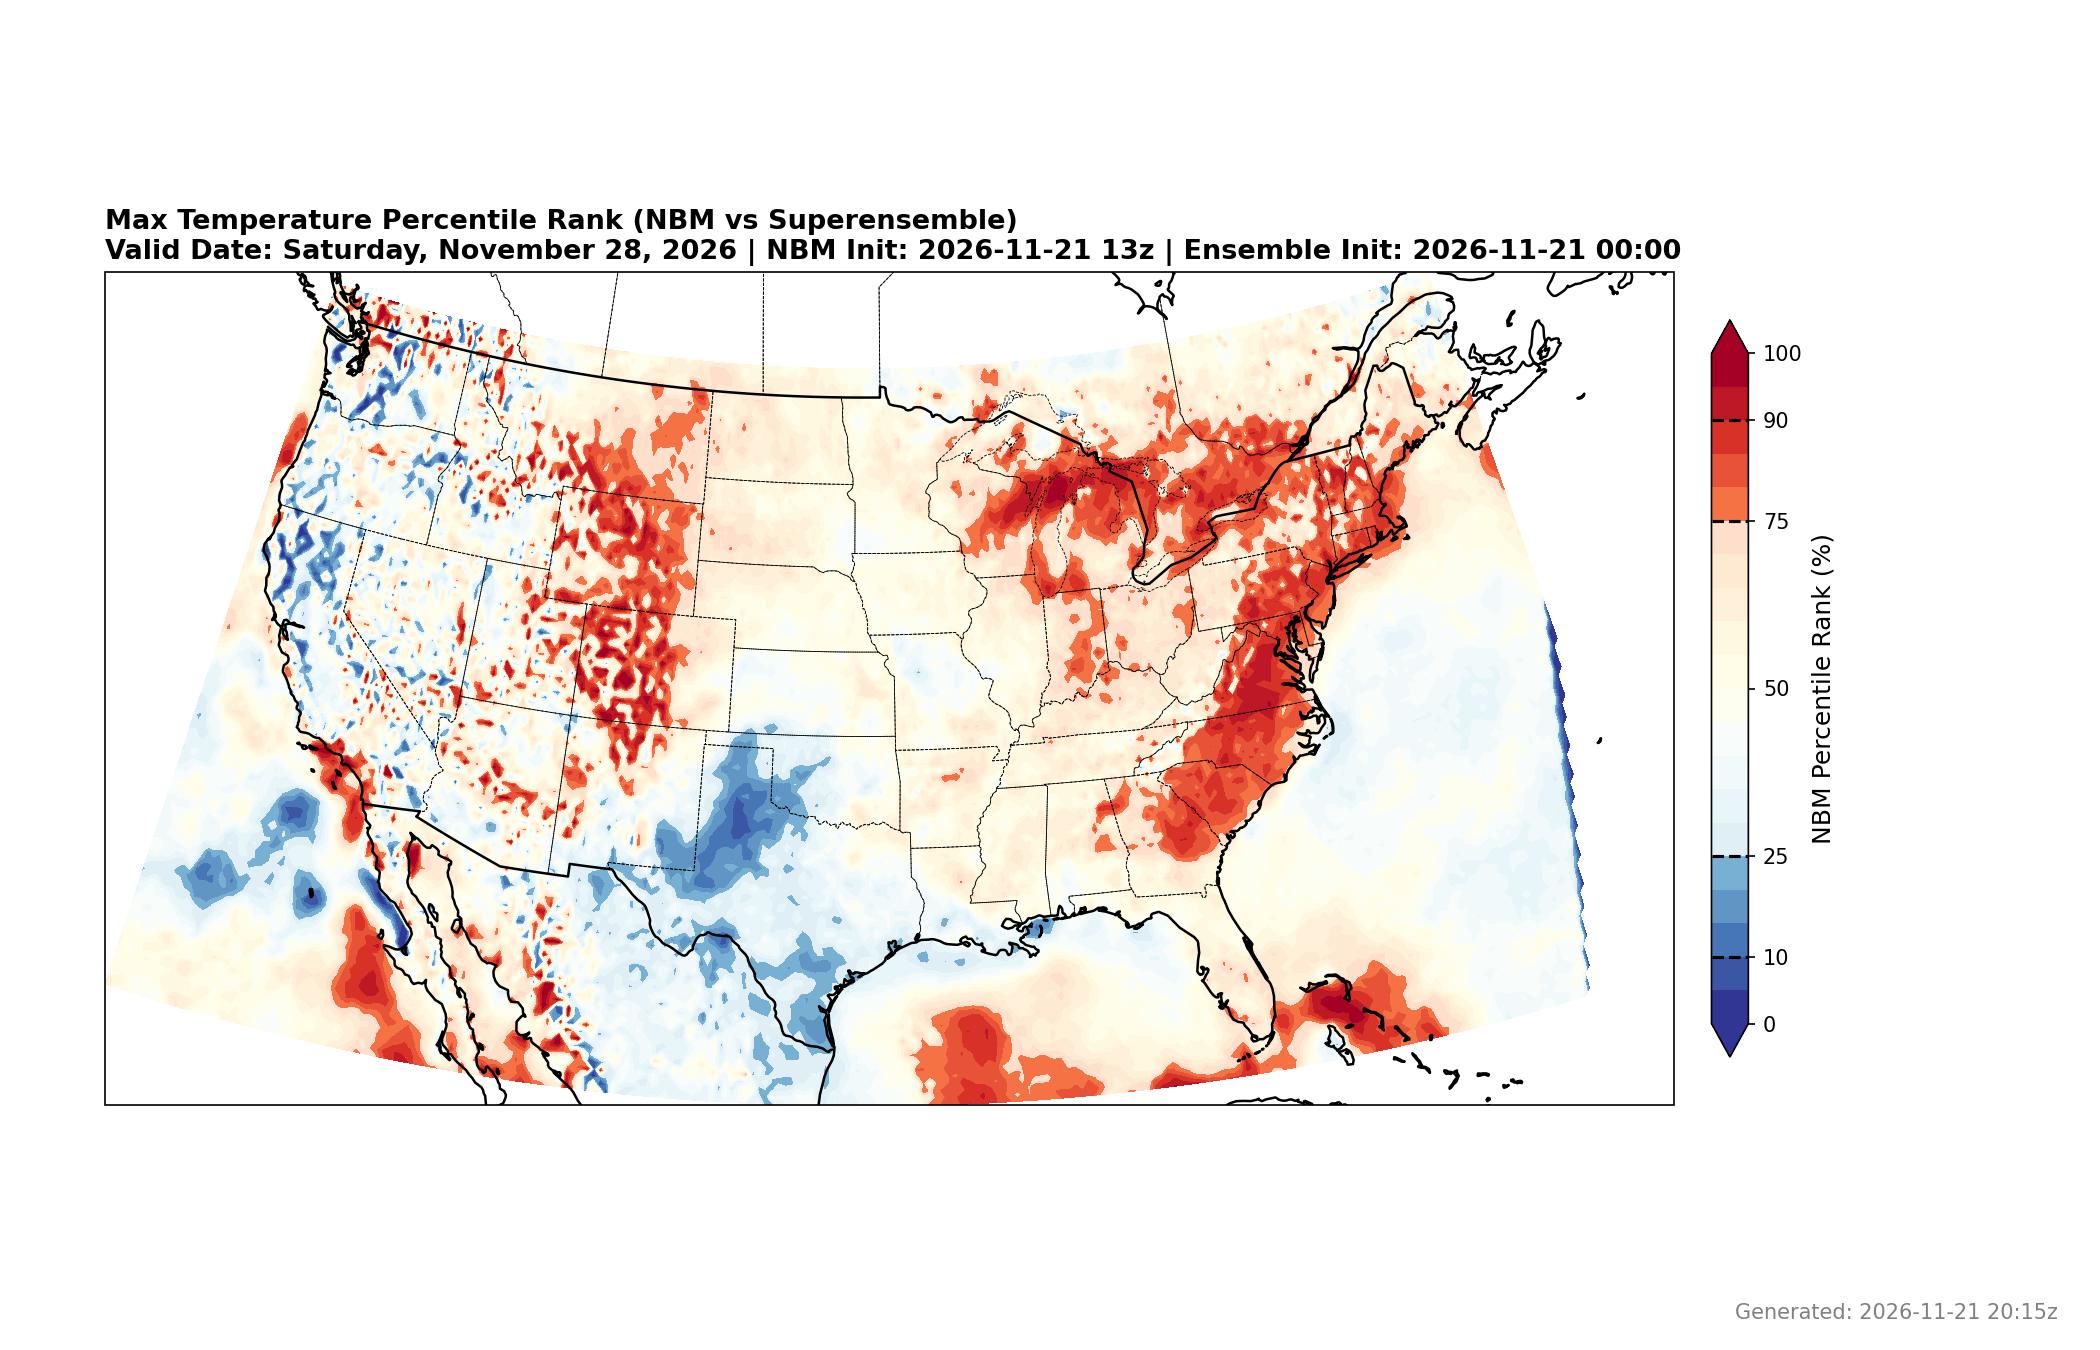 Max Temperature Percentile Rank (NBM vs Superensemble)
Valid Date: Saturday, November 28, 2026 | NBM Init: 2026-11-21 13z | Ensemble Init: 2026-11-21 00:00
100
90
75
50
25
10
0
NBM Percentile Rank (%)
Generated: 2026-11-21 20:15z